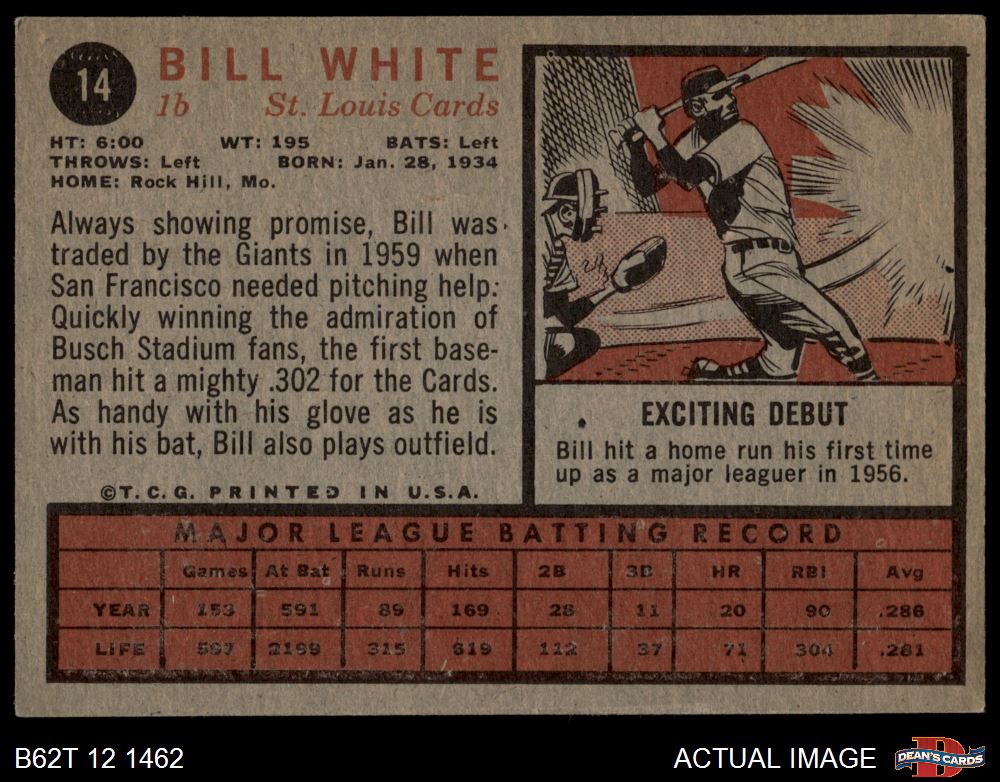 14
BILL WHITE
1b St. Louis Cards
HT: 6:00 WT: 195 BATS: Left
THROWS: Left BORN: Jan. 28, 1934
HOME: Rock Hill, Mo.
Always showing promise, Bill was
traded by the Giants in 1959 when
San Francisco needed pitching help.
Quickly winning the admiration of
Busch Stadium fans, the first base-
man hit a mighty .302 for the Cards.
As handy with his glove as he is
with his bat, Bill also plays outfield.
©T.C.G. PRINTED IN U.S.A.
EXCITING DEBUT
Bill hit a home run his first time
up as a major leaguer in 1956.
MAJOR LEAGUE BATTING RECORD
Games At Bat Runs Hits 2B 3B HR RBI Avg
YEAR 153 591 89 169 28 11 20 90 .286
LIFE 597 2199 315 619 112 37 71 304 .281
B62T 12 1462
ACTUAL IMAGE
D
DEAN'S CARDS